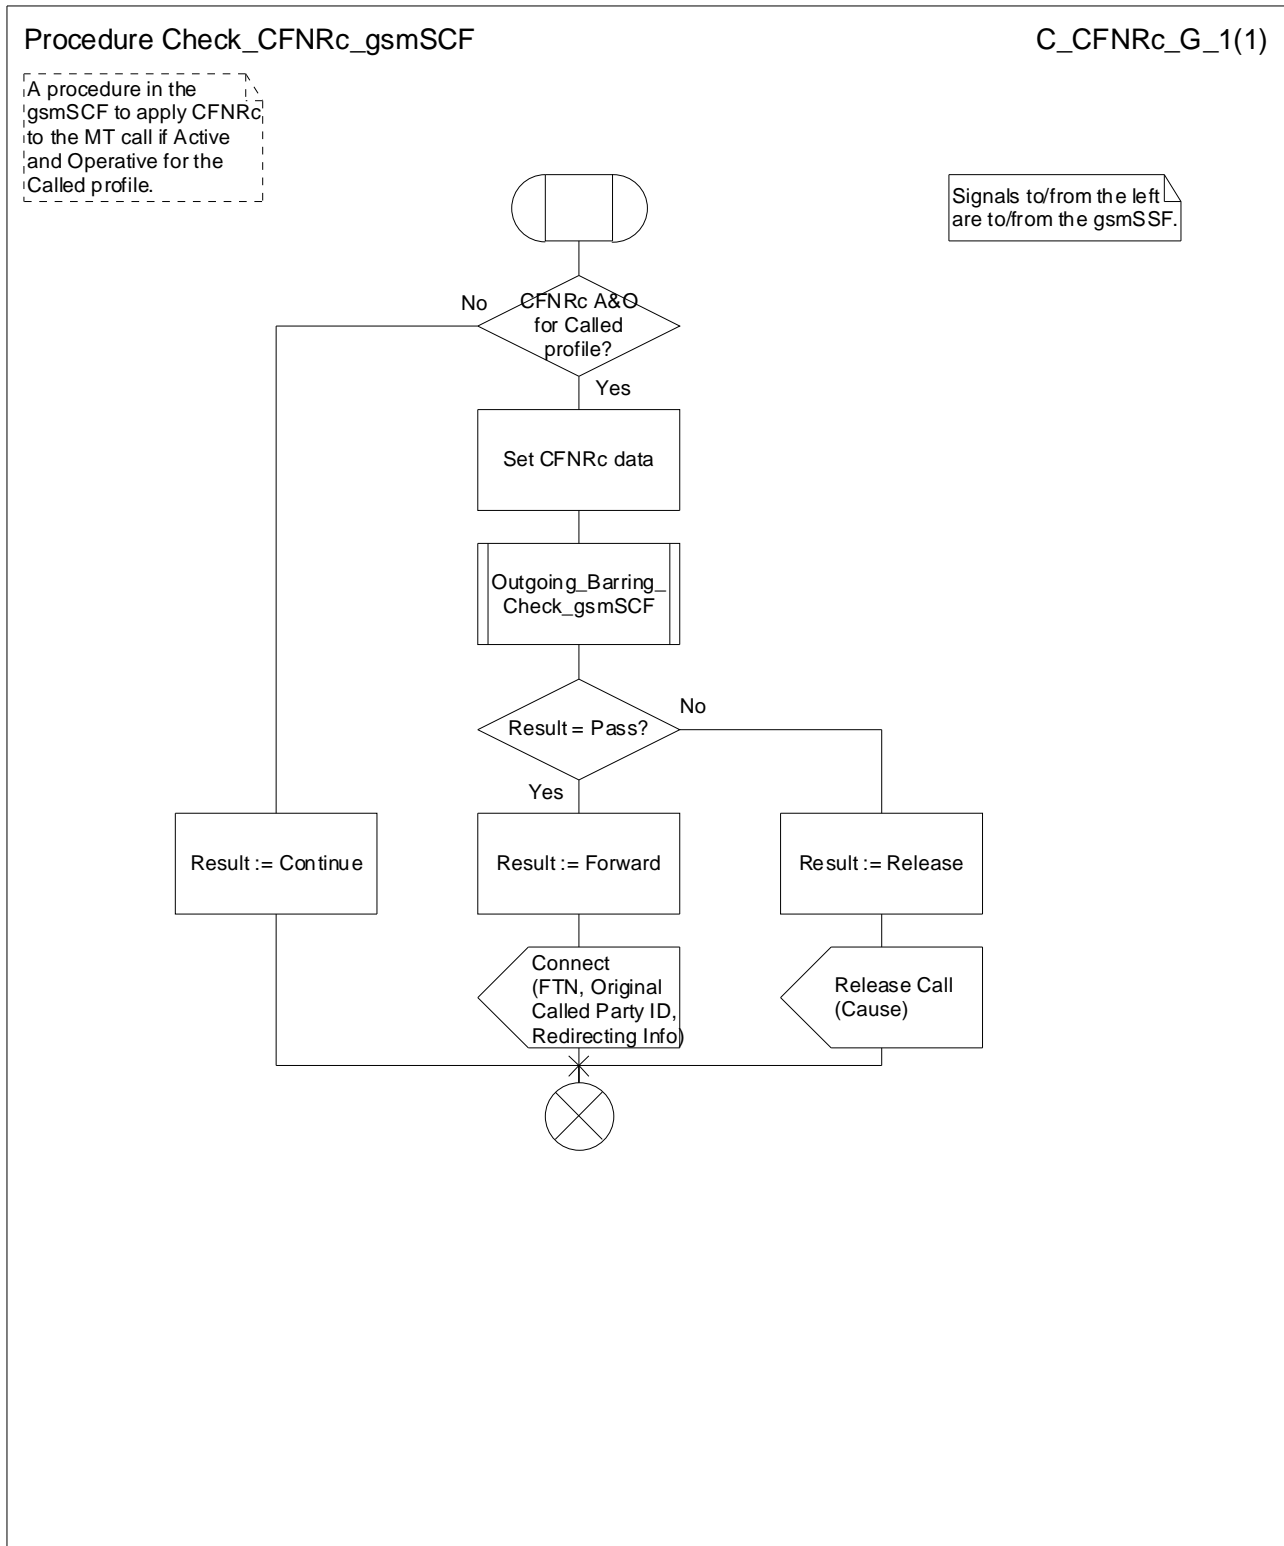 Procedure Check_CFNRc_gsmSCF
C_CFNRc_G_1(1)
A procedure in the
gsmSCF to apply CFNRc
to the MT call if Active
and Operative for the
Called profile.
Signals to/from the left
are to/from the gsmSSF.
No
CFNRc A&O
for Called
profile?
Yes
Set CFNRc data
Outgoing_Barring_
Check_gsmSCF
Result = Pass?
No
Yes
Result := Continue
Result := Forward
Result := Release
Connect
(FTN, Original
Called Party ID,
Redirecting Info)
Release Call
(Cause)